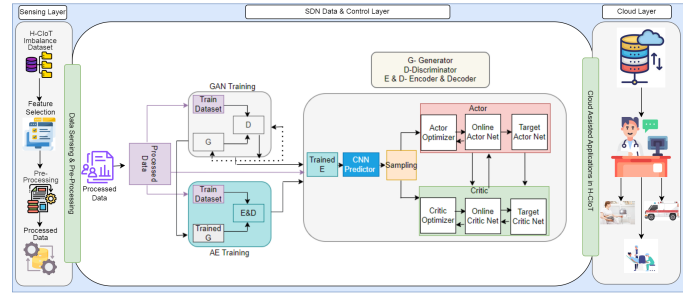 Sensing Layer
SDN Data & Control Layer
Cloud Layer
H-CIoT
Imbalance
Dataset
Feature
Selection
Pre-
Processing
Processed
Data
Data Sensing & Pre-Processing
Processed
Data
Processed
Data
GAN Training
Train
Dataset
D
G
Train
Dataset
E&D
Trained
G
AE Training
G- Generator
D-Discriminator
E & D- Encoder & Decoder
Trained
E
CNN
Predictor
Sampling
Actor
Actor
Optimizer
Online
Actor Net
Target
Actor Net
Critic
Critic
Optimizer
Online
Critic Net
Target
Critic Net
Cloud Assisted Applications in H-CIoT